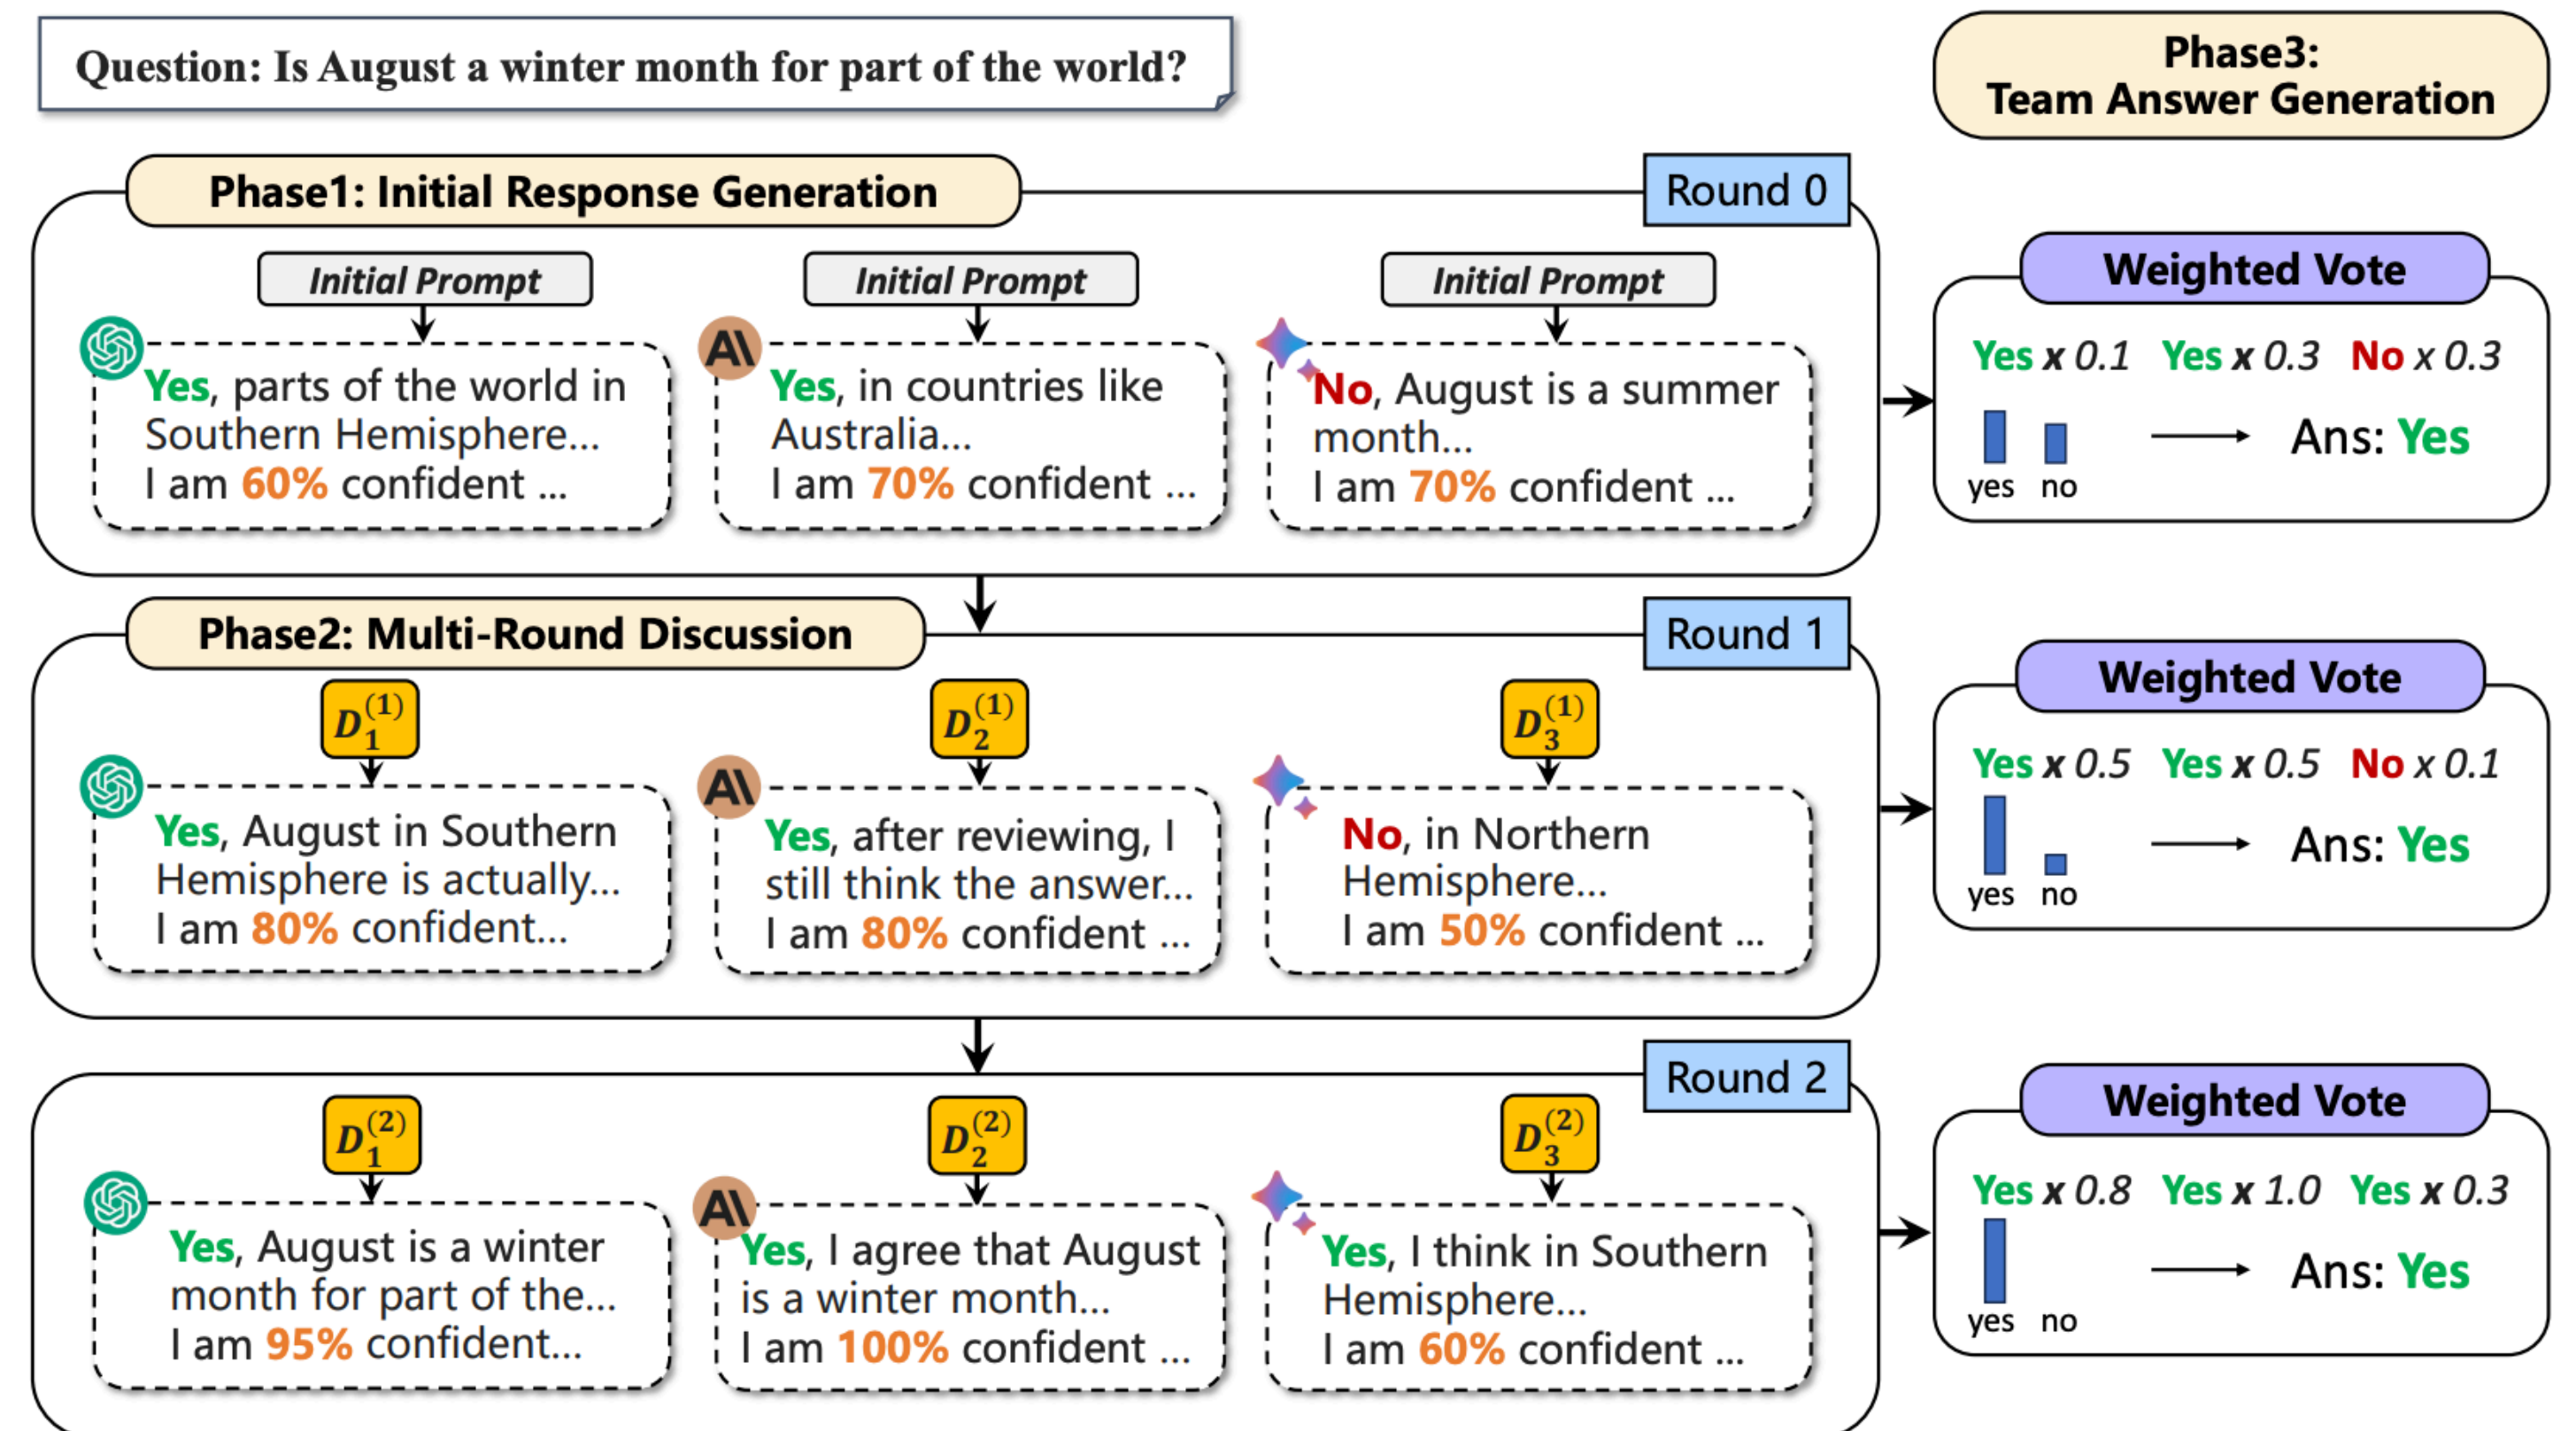 Question: Is August a winter month for part of the world?
Phase3:
Team Answer Generation
Phase1: Initial Response Generation
Round 0
Initial Prompt
Yes, parts of the world in
Southern Hemisphere...
I am 60% confident ...
Initial Prompt
Yes, in countries like
Australia...
I am 70% confident ...
Initial Prompt
No, August is a summer
month...
I am 70% confident ...
Weighted Vote
Yes x 0.1 Yes x 0.3 No x 0.3
yes no
Ans: Yes
Phase2: Multi-Round Discussion
Round 1
D₁⁽¹⁾
Yes, August in Southern
Hemisphere is actually...
I am 80% confident...
D₂⁽¹⁾
Yes, after reviewing, I
still think the answer...
I am 80% confident ...
D₃⁽¹⁾
No, in Northern
Hemisphere...
I am 50% confident ...
Weighted Vote
Yes x 0.5 Yes x 0.5 No x 0.1
yes no
Ans: Yes
Round 2
D₁⁽²⁾
Yes, August is a winter
month for part of the...
I am 95% confident...
D₂⁽²⁾
Yes, I agree that August
is a winter month...
I am 100% confident ...
D₃⁽²⁾
Yes, I think in Southern
Hemisphere...
I am 60% confident ...
Weighted Vote
Yes x 0.8 Yes x 1.0 Yes x 0.3
yes no
Ans: Yes